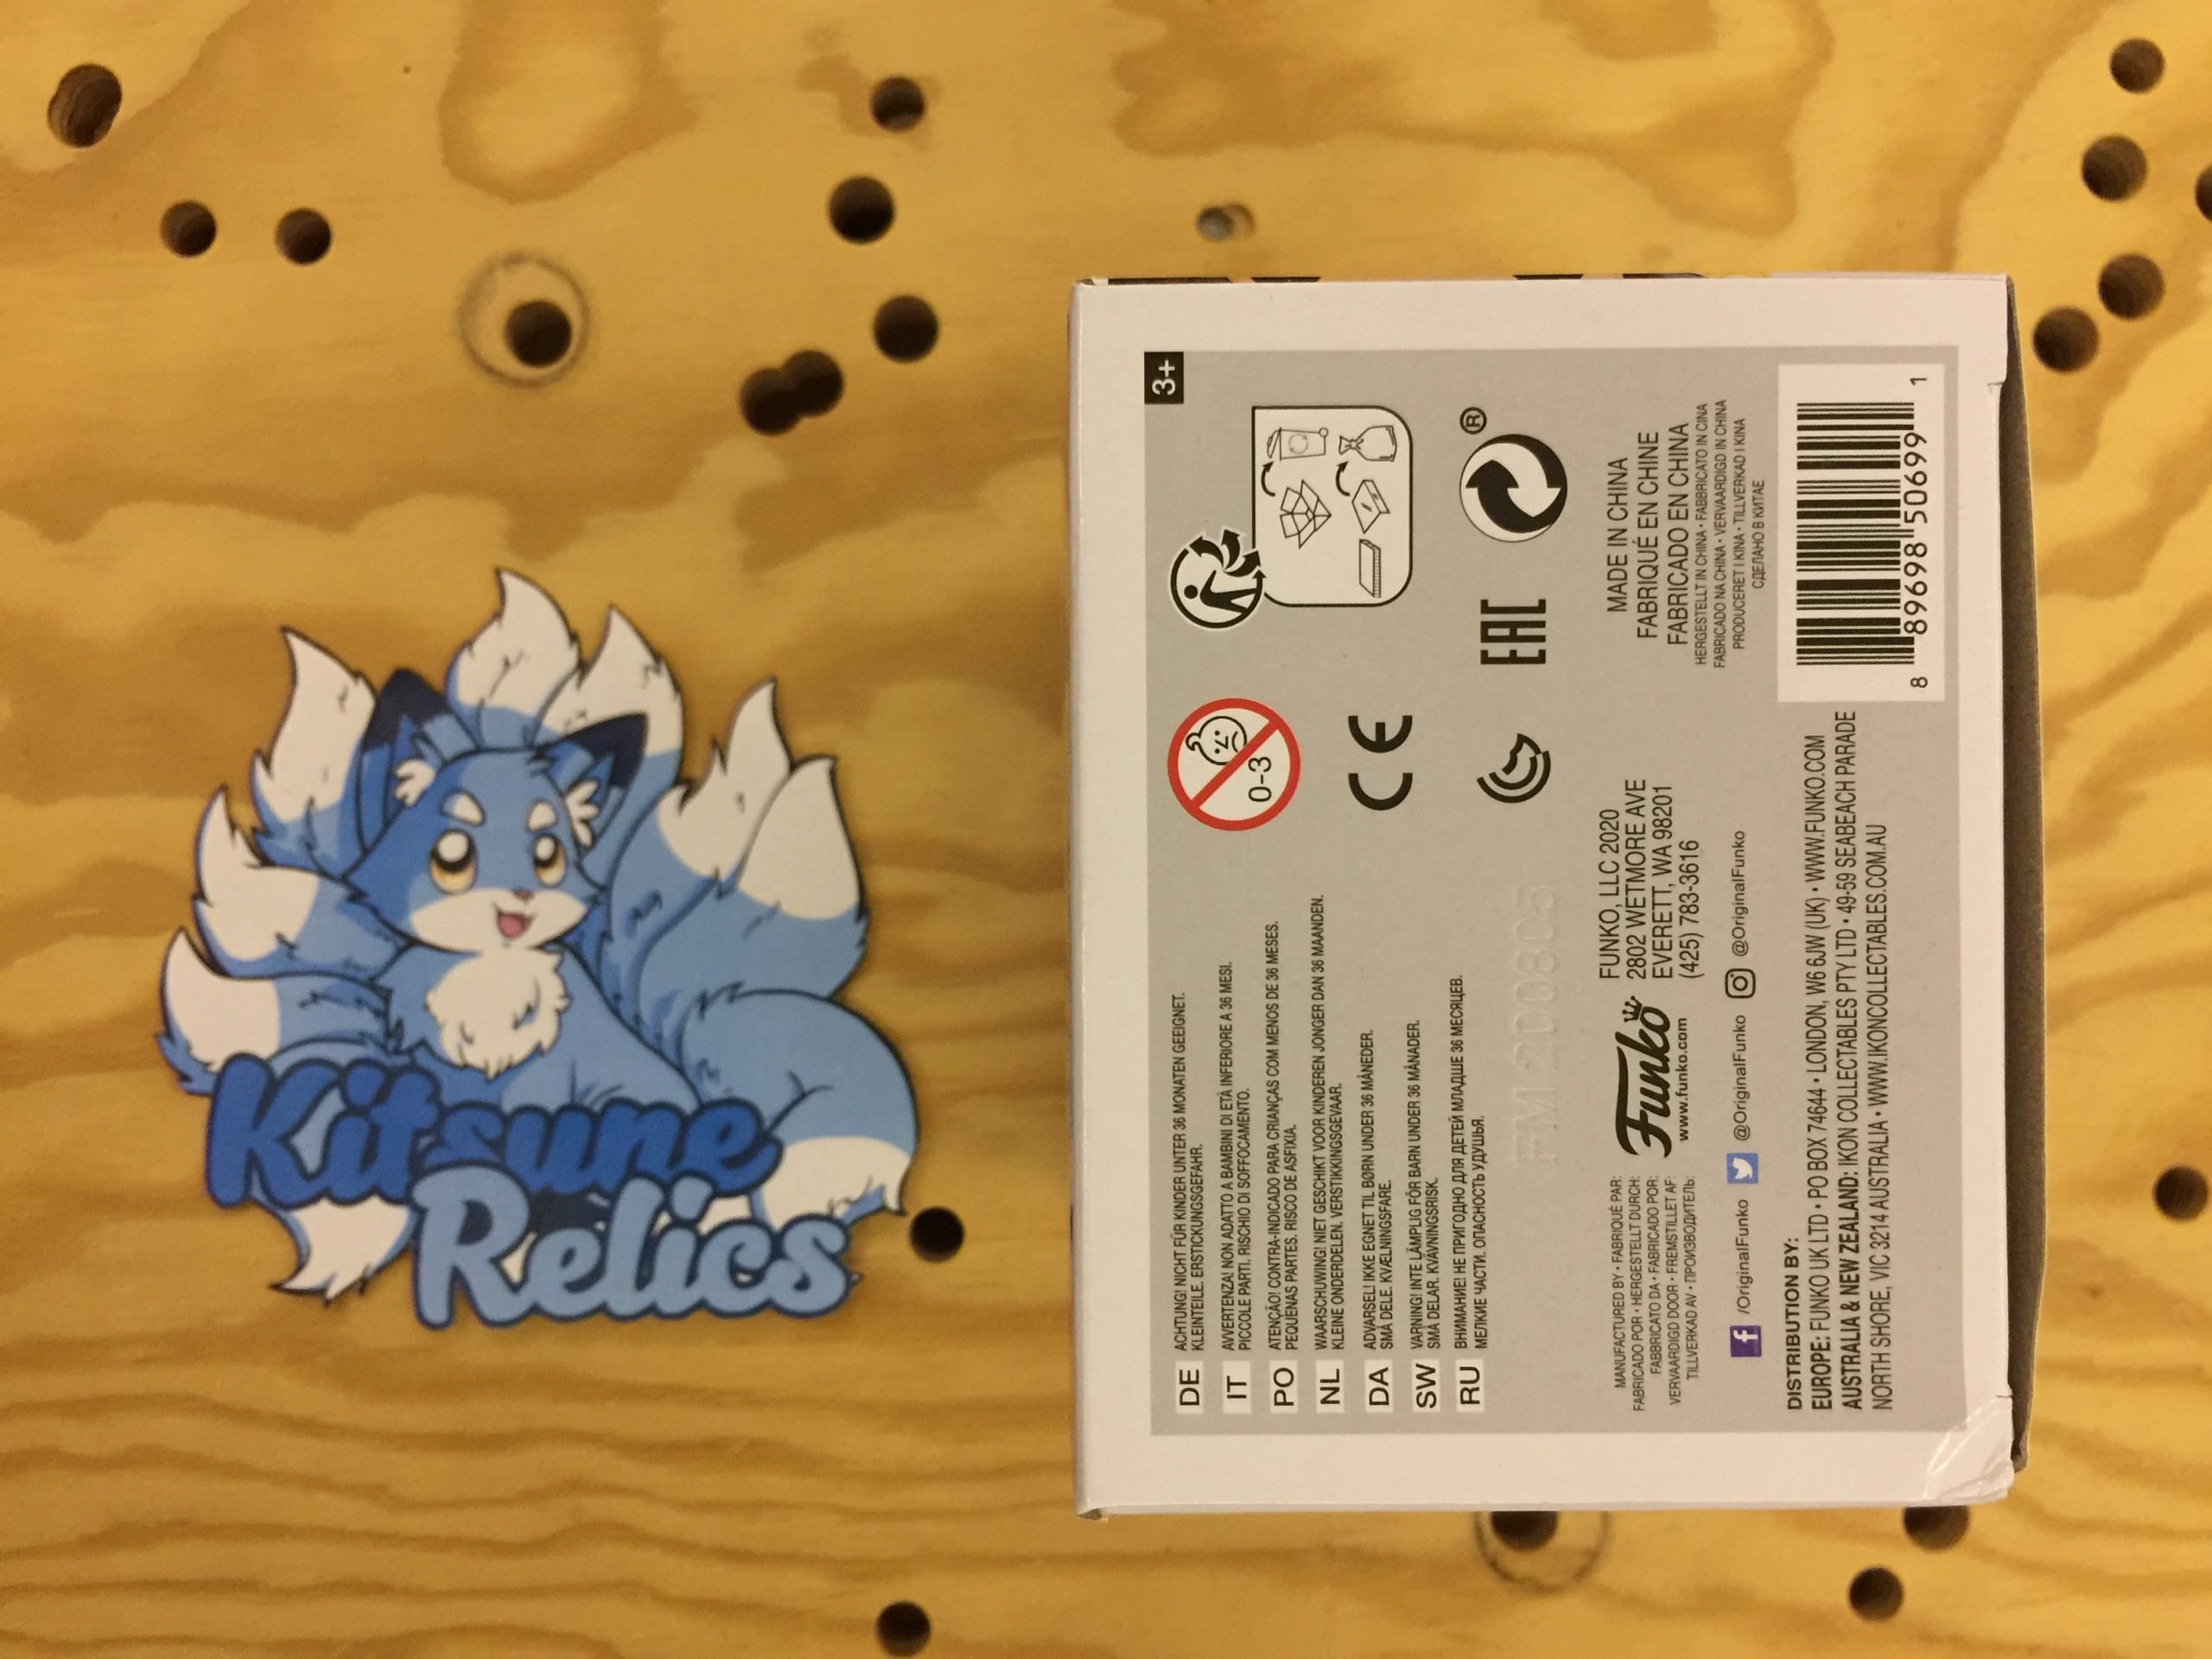 Kitsune
Relics
3+
DE
ACHTUNG! NICHT FÜR KINDER UNTER 36 MONATEN GEEIGNET.
KLEINTEILE. ERSTICKUNGSGEFAHR.
IT
AVVERTENZA! NON ADATTO A BAMBINI DI ETÀ INFERIORE A 36 MESI.
PICCOLE PARTI. RISCHIO DI SOFFOCAMENTO.
PO
ATENÇÃO! CONTRA-INDICADO PARA CRIANÇAS COM MENOS DE 36 MESES.
PEQUENAS PARTES. RISCO DE ASFIXIA.
NL
WAARSCHUWING! NIET GESCHIKT VOOR KINDEREN JONGER DAN 36 MAANDEN.
KLEINE ONDERDELEN. VERSTIKKINGSGEVAAR.
DA
ADVARSEL! IKKE EGNET TIL BØRN UNDER 36 MÅNEDER.
SMÅ DELE. KVÆLNINGSFARE.
SW
VARNING! INTE LÄMPLIG FÖR BARN UNDER 36 MÅNADER.
SMÅ DELAR. KVÄVNINGSRISK.
RU
ВНИМАНИЕ! НЕ ПРИГОДНО ДЛЯ ДЕТЕЙ МЛАДШЕ 36 МЕСЯЦЕВ.
МЕЛКИЕ ЧАСТИ. ОПАСНОСТЬ УДУШЬЯ.
0-3
CE
EAC
®
FM 200805
MANUFACTURED BY • FABRIQUÉ PAR:
FABRICADO POR • HERGESTELLT DURCH:
FABBRICATO DA • FABRICADO POR:
VERVAARDIGD DOOR • FREMSTILLET AF:
TILLVERKAD AV • ПРОИЗВОДИТЕЛЬ:
Funko
www.funko.com
FUNKO, LLC 2020
2802 WETMORE AVE
EVERETT, WA 98201
(425) 783-3616
MADE IN CHINA
FABRIQUÉ EN CHINE
FABRICADO EN CHINA
HERGESTELLT IN CHINA • FABBRICATO IN CINA
FABRICADO NA CHINA • VERVAARDIGD IN CHINA
PRODUCERET I KINA • TILLVERKAD I KINA
СДЕЛАНО В КИТАЕ
f /OriginalFunko @OriginalFunko @OriginalFunko
DISTRIBUTION BY:
EUROPE: FUNKO UK LTD • PO BOX 74644 • LONDON, W6 6JW (UK) • WWW.FUNKO.COM
AUSTRALIA & NEW ZEALAND: IKON COLLECTABLES PTY LTD • 49-59 SEABEACH PARADE
NORTH SHORE, VIC 3214 AUSTRALIA • WWW.IKONCOLLECTABLES.COM.AU
8 89698 50699 1